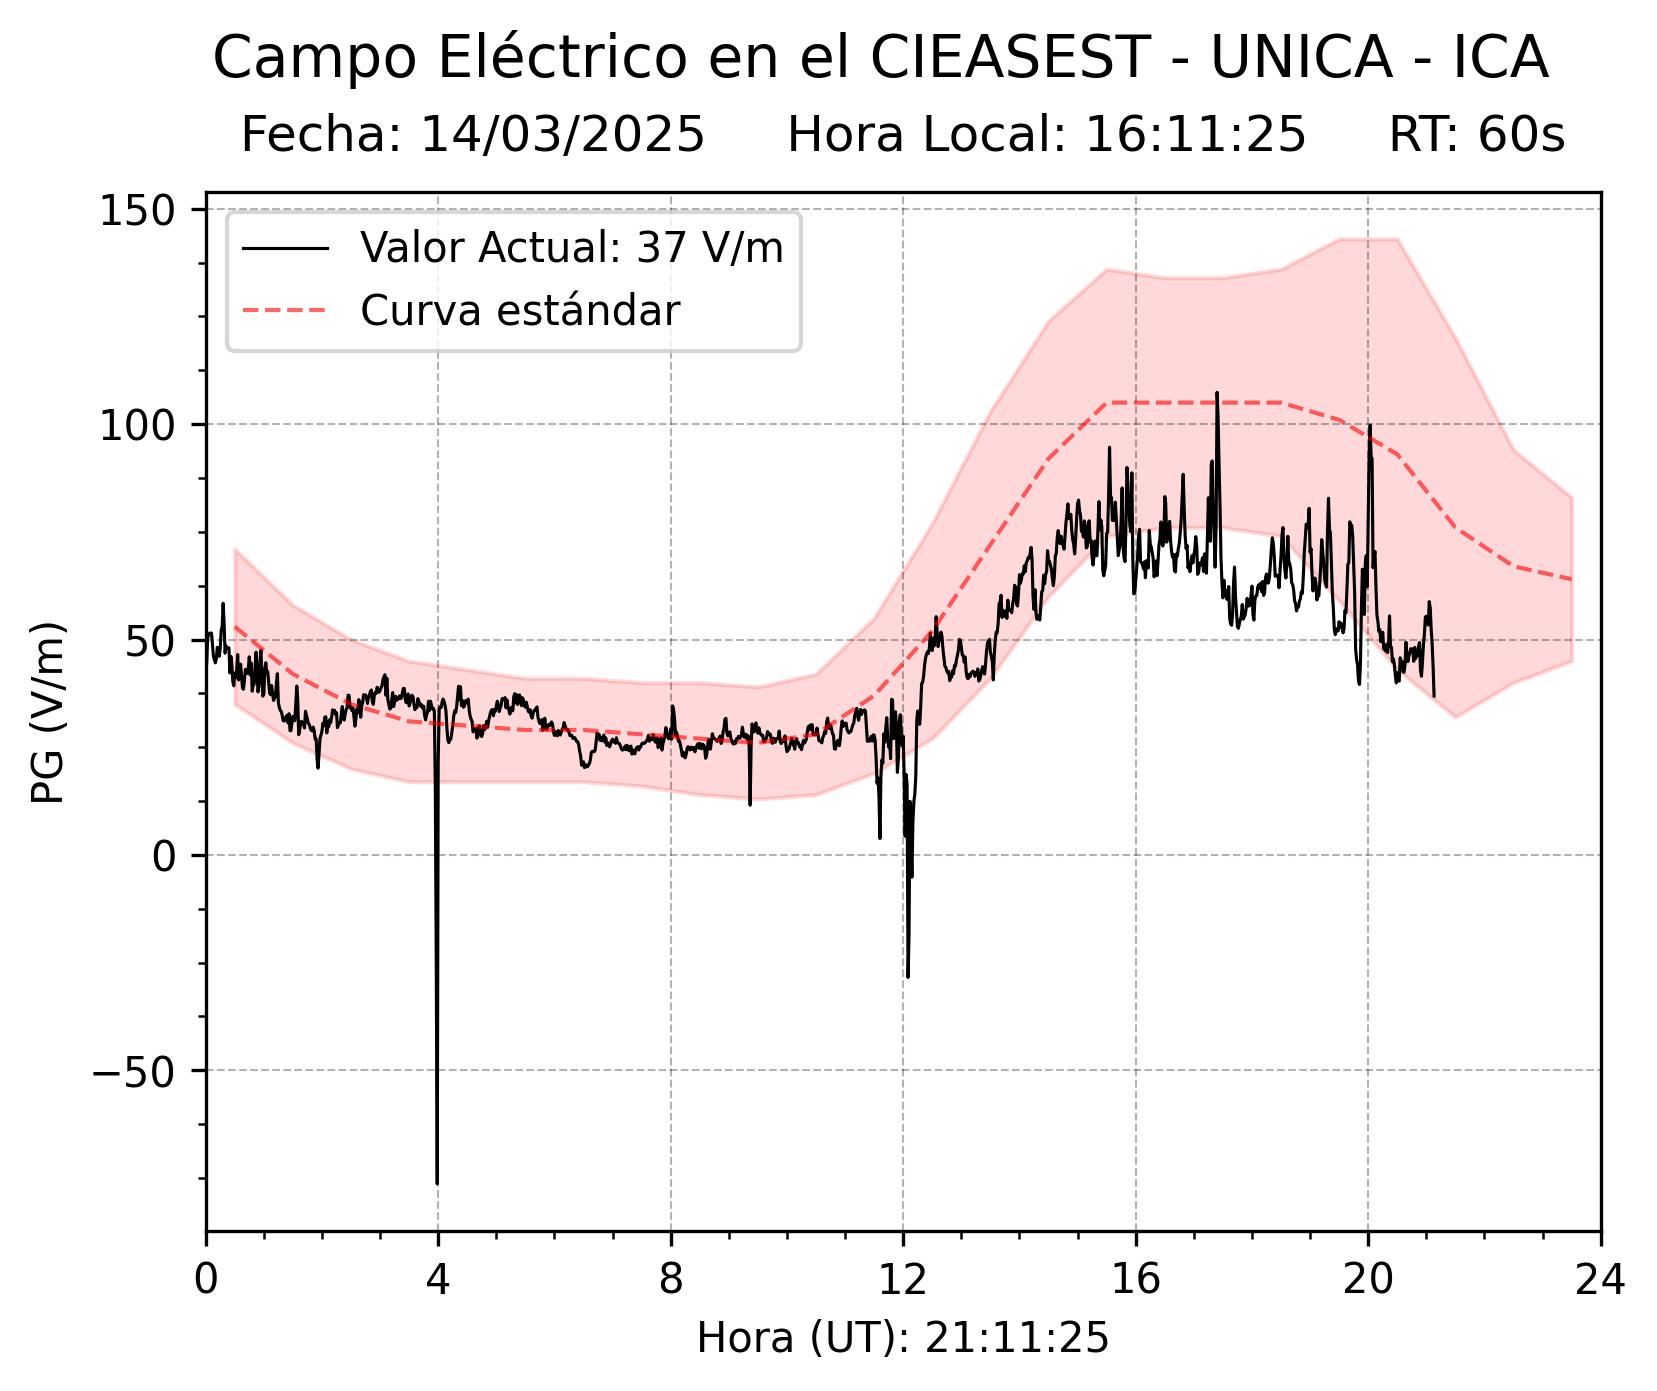 Campo Eléctrico en el CIEASEST - UNICA - ICA
Fecha: 14/03/2025 Hora Local: 16:11:25 RT: 60s
Valor Actual: 37 V/m
Curva estándar
150
100
50
0
−50
PG (V/m)
0 4 8 12 16 20 24
Hora (UT): 21:11:25